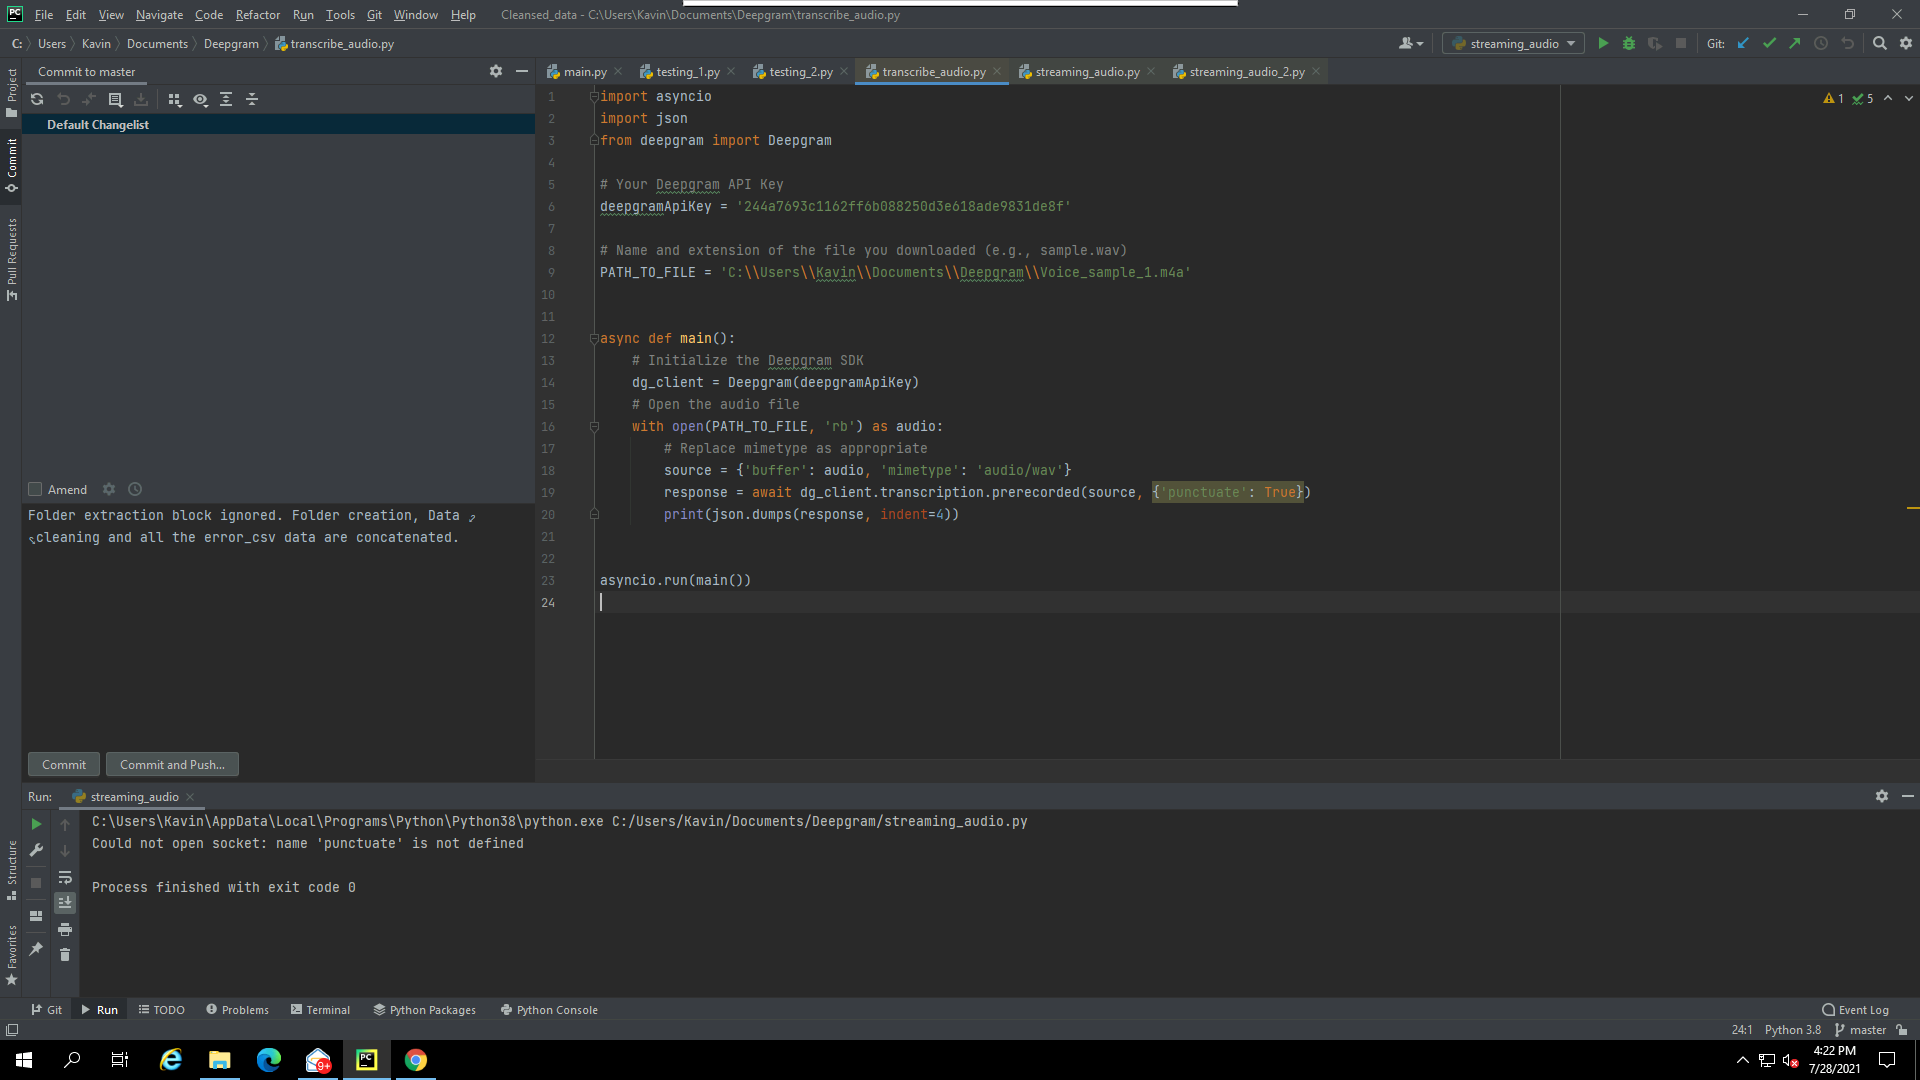 PC File Edit View Navigate Code Refactor Run Tools Git Window Help Cleansed_data - C:\Users\Kavin\Documents\Deepgram\transcribe_audio.py
C: Users Kavin Documents Deepgram transcribe_audio.py streaming_audio Git:
Commit to master main.py testing_1.py testing_2.py transcribe_audio.py streaming_audio.py streaming_audio_2.py
Project
Commit
Pull Requests
Structure
Favorites
Default Changelist
1 5
1 import asyncio
2 import json
3 from deepgram import Deepgram
4
5 # Your Deepgram API Key
6 deepgramApiKey = '244a7693c1162ff6b088250d3e618ade9831de8f'
7
8 # Name and extension of the file you downloaded (e.g., sample.wav)
9 PATH_TO_FILE = 'C:\\Users\\Kavin\\Documents\\Deepgram\\Voice_sample_1.m4a'
10
11
12 async def main():
13 # Initialize the Deepgram SDK
14 dg_client = Deepgram(deepgramApiKey)
15 # Open the audio file
16 with open(PATH_TO_FILE, 'rb') as audio:
17 # Replace mimetype as appropriate
18 source = {'buffer': audio, 'mimetype': 'audio/wav'}
19 response = await dg_client.transcription.prerecorded(source, {'punctuate': True})
20 print(json.dumps(response, indent=4))
21
22
23 asyncio.run(main())
24
Amend
Folder extraction block ignored. Folder creation, Data
cleaning and all the error_csv data are concatenated.
Commit Commit and Push...
Run: streaming_audio
C:\Users\Kavin\AppData\Local\Programs\Python\Python38\python.exe C:/Users/Kavin/Documents/Deepgram/streaming_audio.py
Could not open socket: name 'punctuate' is not defined
Process finished with exit code 0
Git Run TODO Problems Terminal Python Packages Python Console Event Log
24:1 Python 3.8 master
9+ PC 4:22 PM
7/28/2021